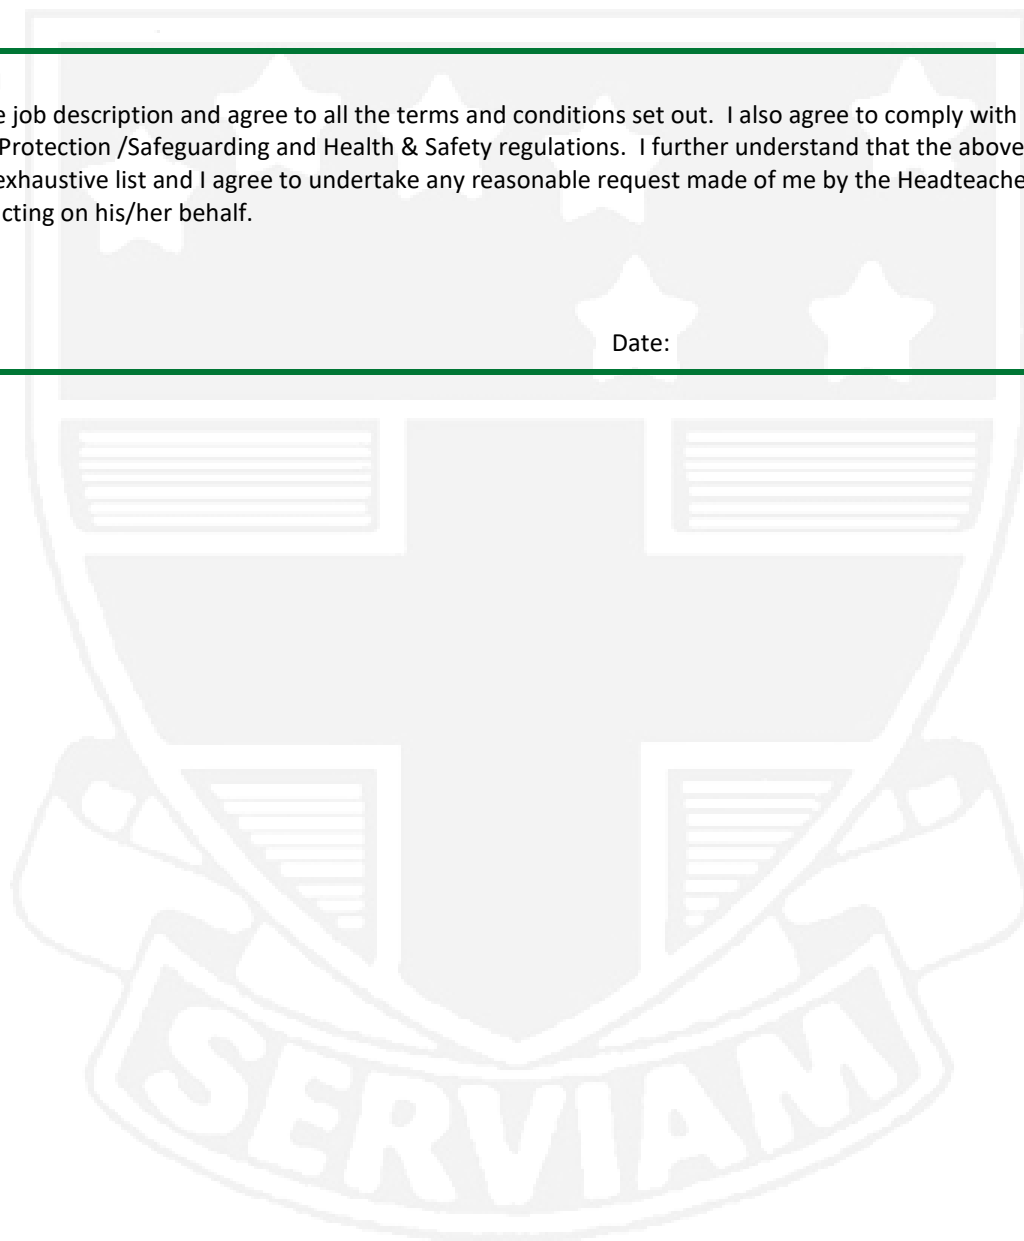 e job description and agree to all the terms and conditions set out.  I also agree to comply with
Protection /Safeguarding and Health & Safety regulations.  I further understand that the above
exhaustive list and I agree to undertake any reasonable request made of me by the Headteache
cting on his/her behalf.
Date:
SERVIAM